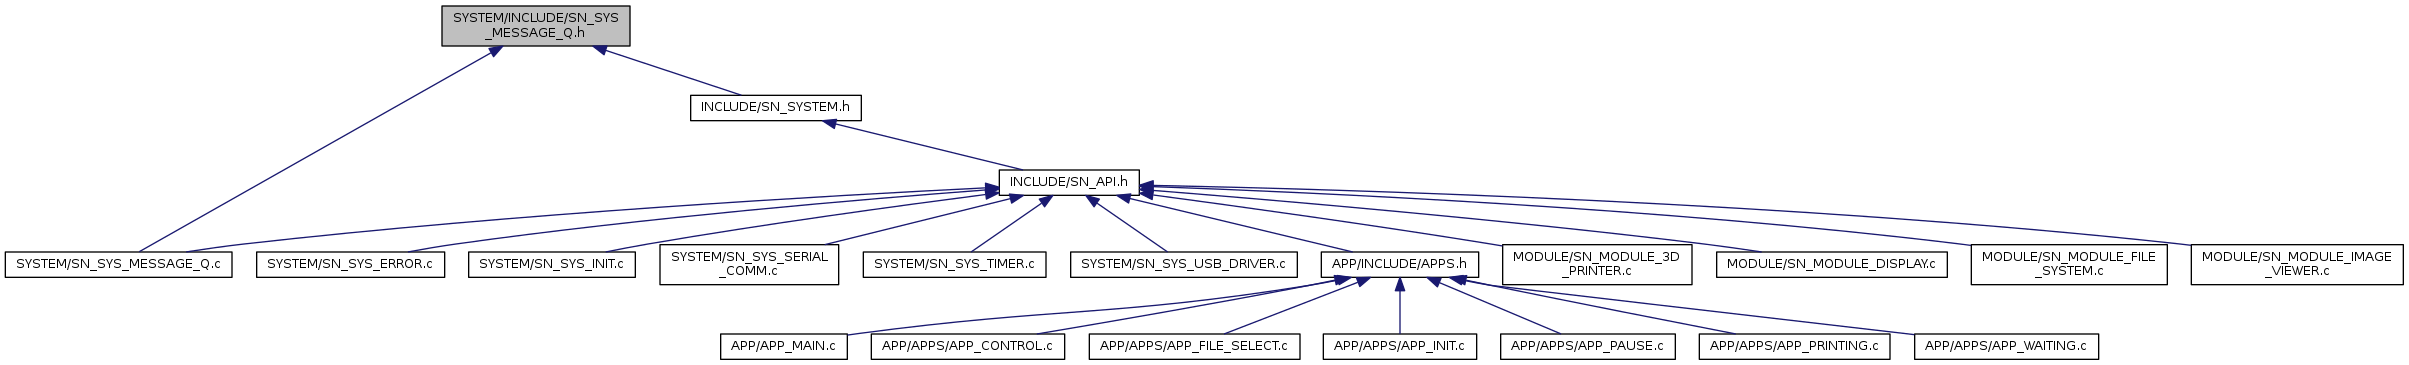 SYSTEM/INCLUDE/SN_SYS
_MESSAGE_Q.h
INCLUDE/SN_SYSTEM.h
INCLUDE/SN_API.h
SYSTEM/SN_SYS_MESSAGE_Q.c
SYSTEM/SN_SYS_ERROR.c
SYSTEM/SN_SYS_INIT.c
SYSTEM/SN_SYS_SERIAL
_COMM.c
SYSTEM/SN_SYS_TIMER.c
SYSTEM/SN_SYS_USB_DRIVER.c
APP/INCLUDE/APPS.h
MODULE/SN_MODULE_3D
_PRINTER.c
MODULE/SN_MODULE_DISPLAY.c
MODULE/SN_MODULE_FILE
_SYSTEM.c
MODULE/SN_MODULE_IMAGE
_VIEWER.c
APP/APP_MAIN.c
APP/APPS/APP_CONTROL.c
APP/APPS/APP_FILE_SELECT.c
APP/APPS/APP_INIT.c
APP/APPS/APP_PAUSE.c
APP/APPS/APP_PRINTING.c
APP/APPS/APP_WAITING.c